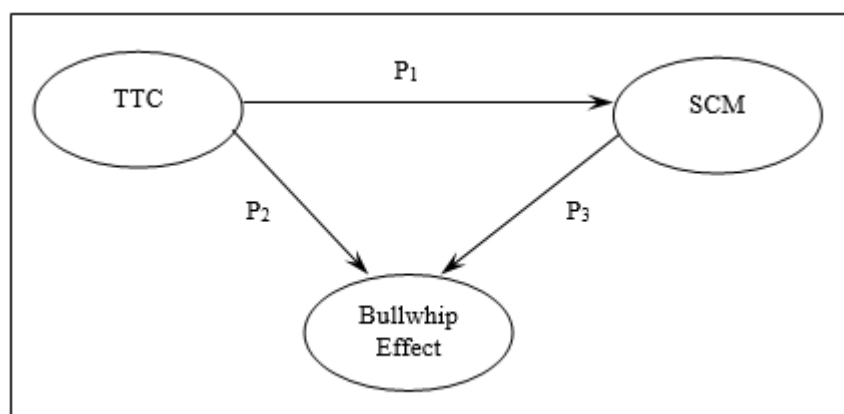 P₁
TTC
SCM
P₂
P₃
Bullwhip
Effect